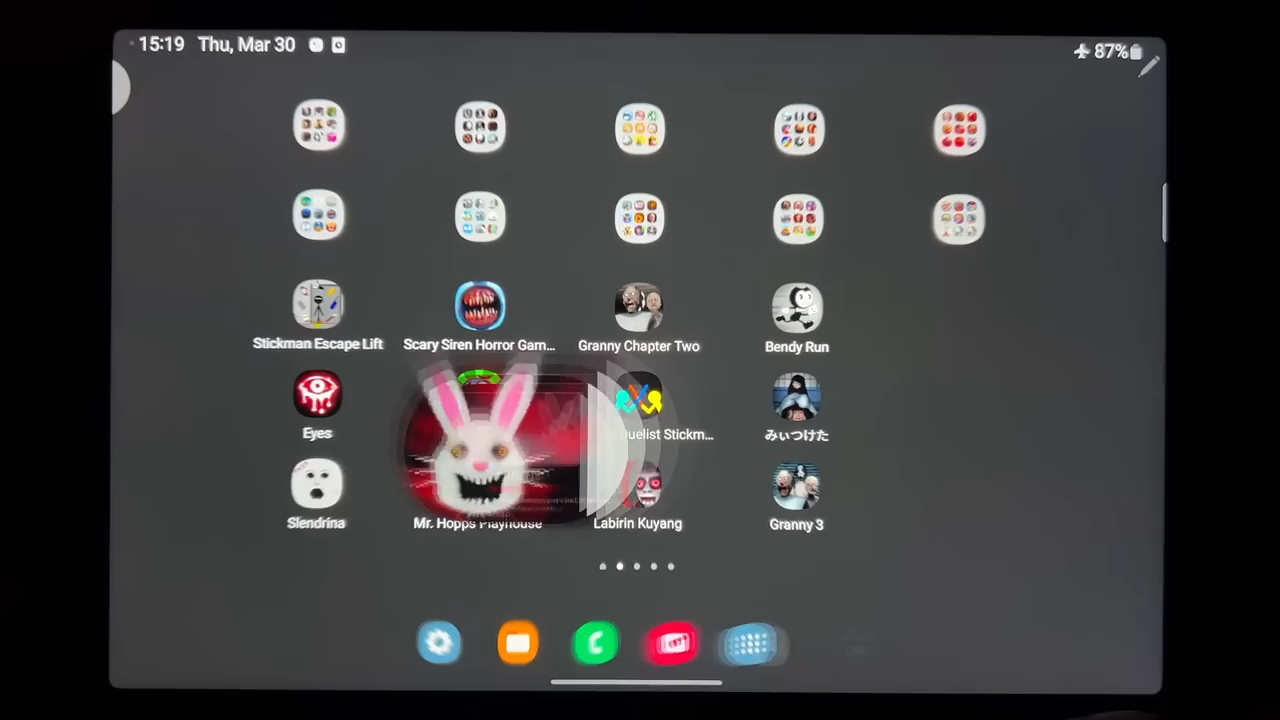 15:19 Thu, Mar 30
87%
Stickman Escape Lift
Scary Siren Horror Gam...
Granny Chapter Two
Bendy Run
Eyes
uelist Stickm...
みぃつけた
Slendrina
Mr. Hopps Playhouse
Labirin Kuyang
Granny 3